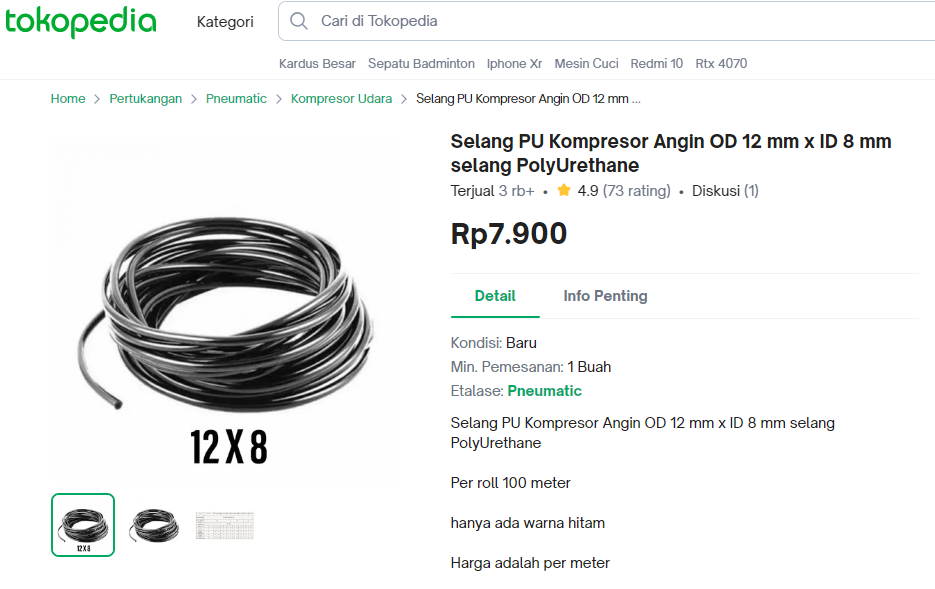 tokopedia
Kategori
Cari di Tokopedia
Kardus Besar Sepatu Badminton Iphone Xr Mesin Cuci Redmi 10 Rtx 4070
Home > Pertukangan > Pneumatic > Kompresor Udara > Selang PU Kompresor Angin OD 12 mm ...
12 X 8
12 X 8
Selang PU Kompresor Angin OD 12 mm x ID 8 mm
selang PolyUrethane
Terjual 3 rb+ • 4.9 (73 rating) • Diskusi (1)
Rp7.900
Detail Info Penting
Kondisi: Baru
Min. Pemesanan: 1 Buah
Etalase: Pneumatic
Selang PU Kompresor Angin OD 12 mm x ID 8 mm selang
PolyUrethane
Per roll 100 meter
hanya ada warna hitam
Harga adalah per meter